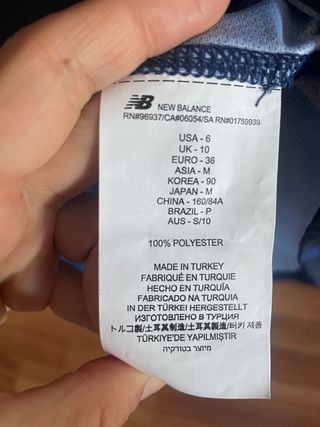 NB NEW BALANCE
RN#96937/CA#06054/SA RN#01759939
USA - 6
UK - 10
EURO - 36
ASIA - M
KOREA - 90
JAPAN - M
CHINA - 160/84A
BRAZIL - P
AUS - S/10
100% POLYESTER
MADE IN TURKEY
FABRIQUÉ EN TURQUIE
HECHO EN TURQUÍA
FABRICADO NA TURQUIA
IN DER TÜRKEI HERGESTELLT
ИЗГОТОВЛЕНО В ТУРЦИЯ
トルコ製/土耳其制造/土耳其製造/터키 제품
TÜRKİYE'DE YAPILMIŞTIR
מיוצר בטורקיה